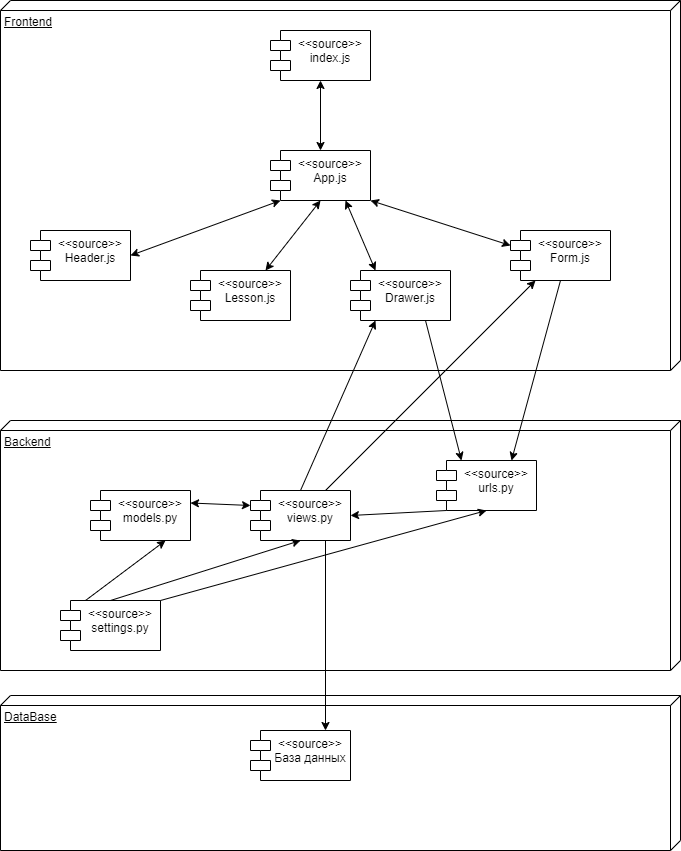 Frontend
<<source>>
index.js
<<source>>
App.js
<<source>>
Header.js
<<source>>
Lesson.js
<<source>>
Drawer.js
<<source>>
Form.js
Backend
<<source>>
models.py
<<source>>
views.py
<<source>>
urls.py
<<source>>
settings.py
DataBase
<<source>>
База данных